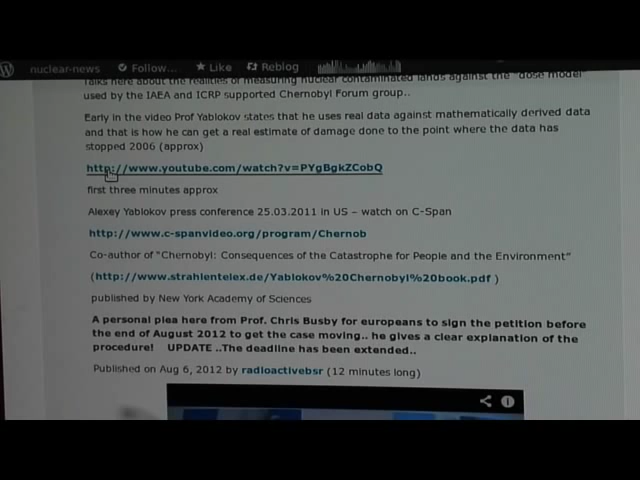 nuclear-news Follow... Like Reblog
Talks here about the realities of measuring nuclear contaminated lands against the "dose model"
used by the IAEA and ICRP supported Chernobyl Forum group..
Early in the video Prof Yablokov states that he uses real data against mathematically derived data
and that is how he can get a real estimate of damage done to the point where the data has
stopped 2006 (approx)
http://www.youtube.com/watch?v=PYgBgkZCobQ
first three minutes approx
Alexey Yablokov press conference 25.03.2011 in US – watch on C-Span
http://www.c-spanvideo.org/program/Chernob
Co-author of "Chernobyl: Consequences of the Catastrophe for People and the Environment"
(http://www.strahlentelex.de/Yablokov%20Chernobyl%20book.pdf )
published by New York Academy of Sciences
A personal plea here from Prof. Chris Busby for europeans to sign the petition before
the end of August 2012 to get the case moving.. he gives a clear explanation of the
procedure! UPDATE ..The deadline has been extended..
Published on Aug 6, 2012 by radioactivebsr (12 minutes long)